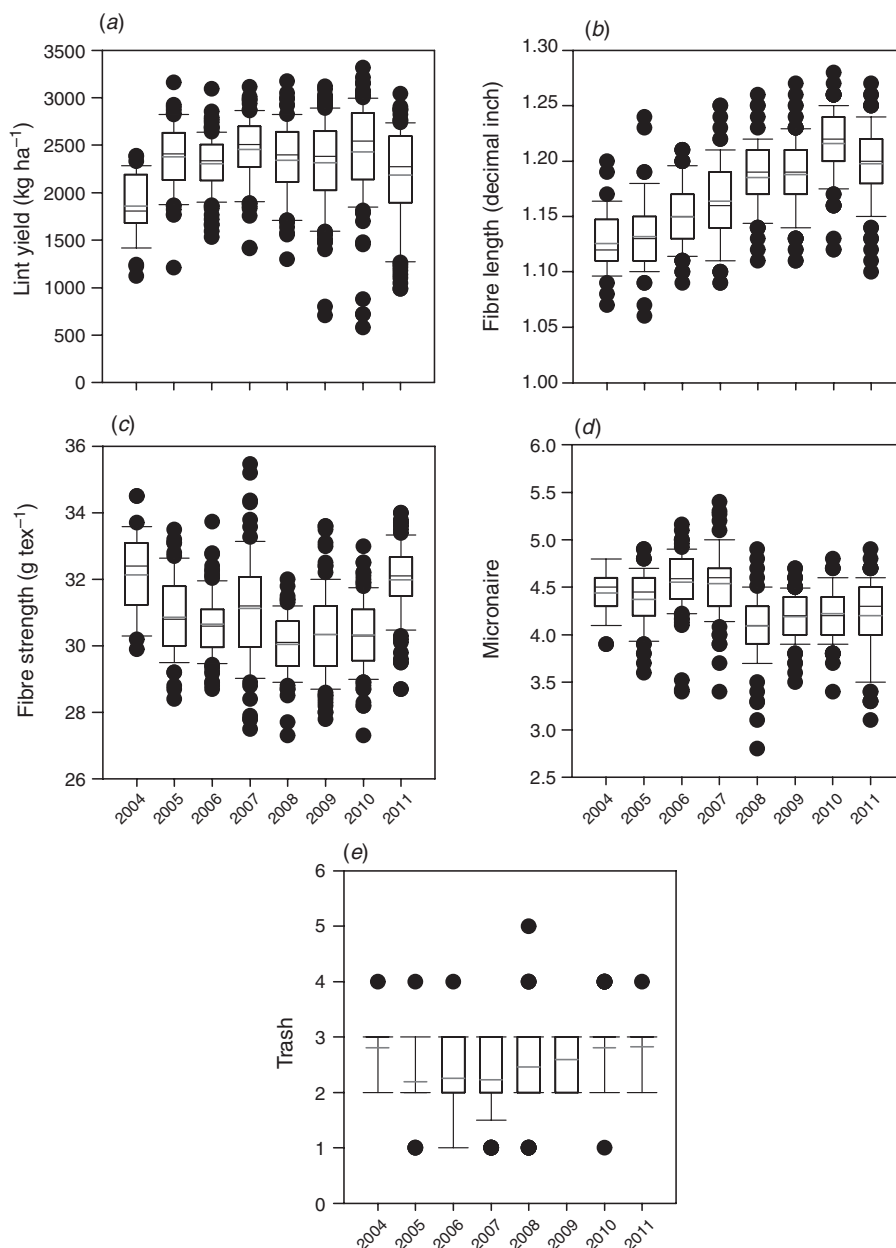 (a)
3500
3000
2500
2000
1500
1000
500
0
Lint yield (kg ha–1)
(b)
1.30
1.25
1.20
1.15
1.10
1.05
1.00
Fibre length (decimal inch)
(c)
36
34
32
30
28
26
Fibre strength (g tex–1)
2004 2005 2006 2007 2008 2009 2010 2011
(d)
6.0
5.5
5.0
4.5
4.0
3.5
3.0
2.5
Micronaire
2004 2005 2006 2007 2008 2009 2010 2011
(e)
6
5
4
3
2
1
0
Trash
2004 2005 2006 2007 2008 2009 2010 2011